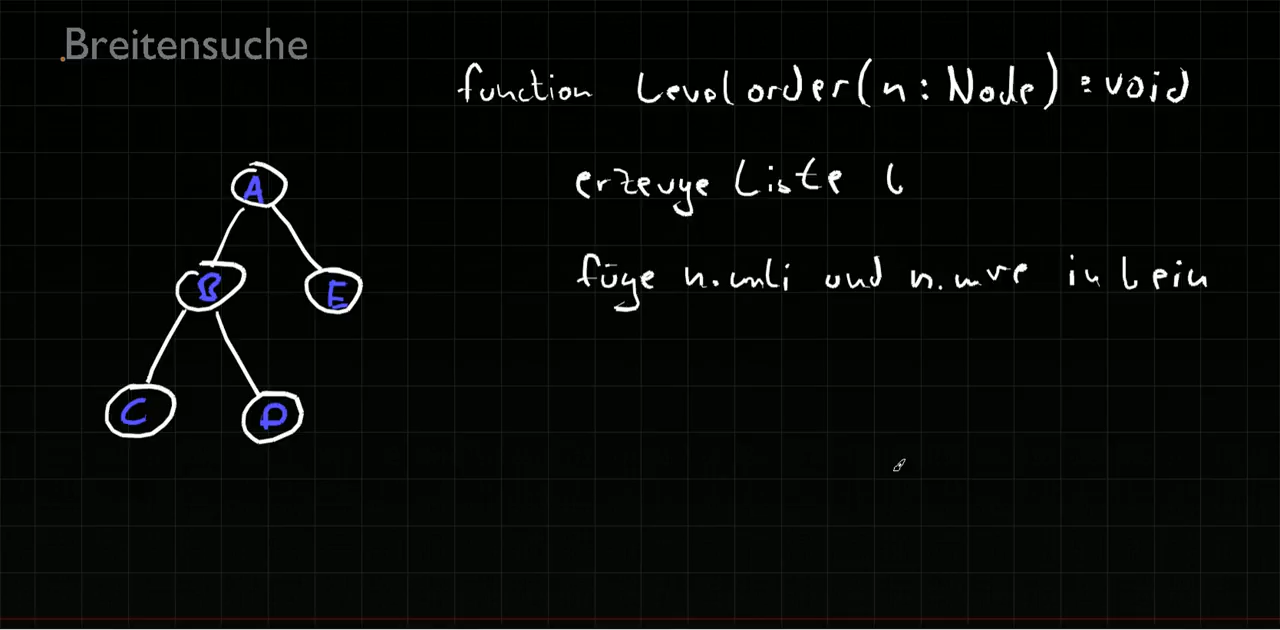 Breitensuche
function Levelorder(n: Node): void
erzeuge Liste l
füge n.unli und n.unre in l ein
A
B
E
C
D